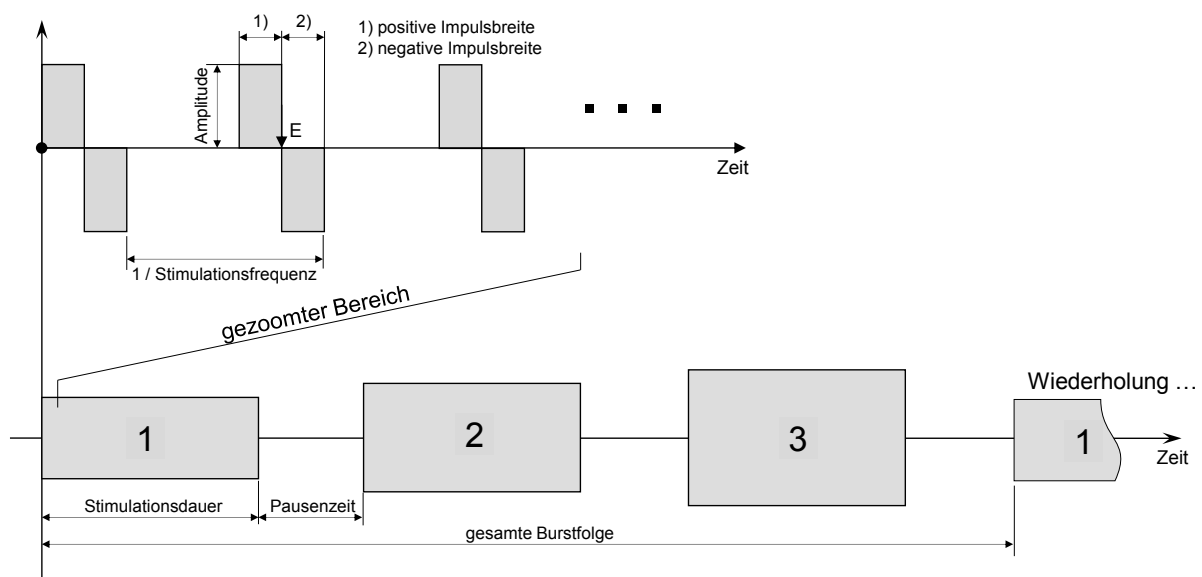 1)
2)
1) positive Impulsbreite
2) negative Impulsbreite
Amplitude
E
Zeit
1 / Stimulationsfrequenz
gezoomter Bereich
Wiederholung ...
1
2
3
1
Zeit
Stimulationsdauer
Pausenzeit
gesamte Burstfolge